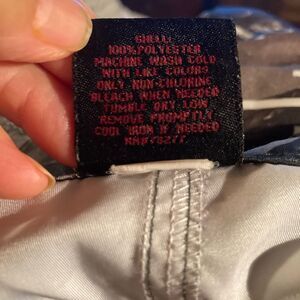 SHELL:
100% POLYESTER
MACHINE WASH COLD
WITH LIKE COLORS
ONLY NON-CHLORINE
BLEACH WHEN NEEDED
TUMBLE DRY-LOW
REMOVE PROMPTLY
COOL IRON IF NEEDED